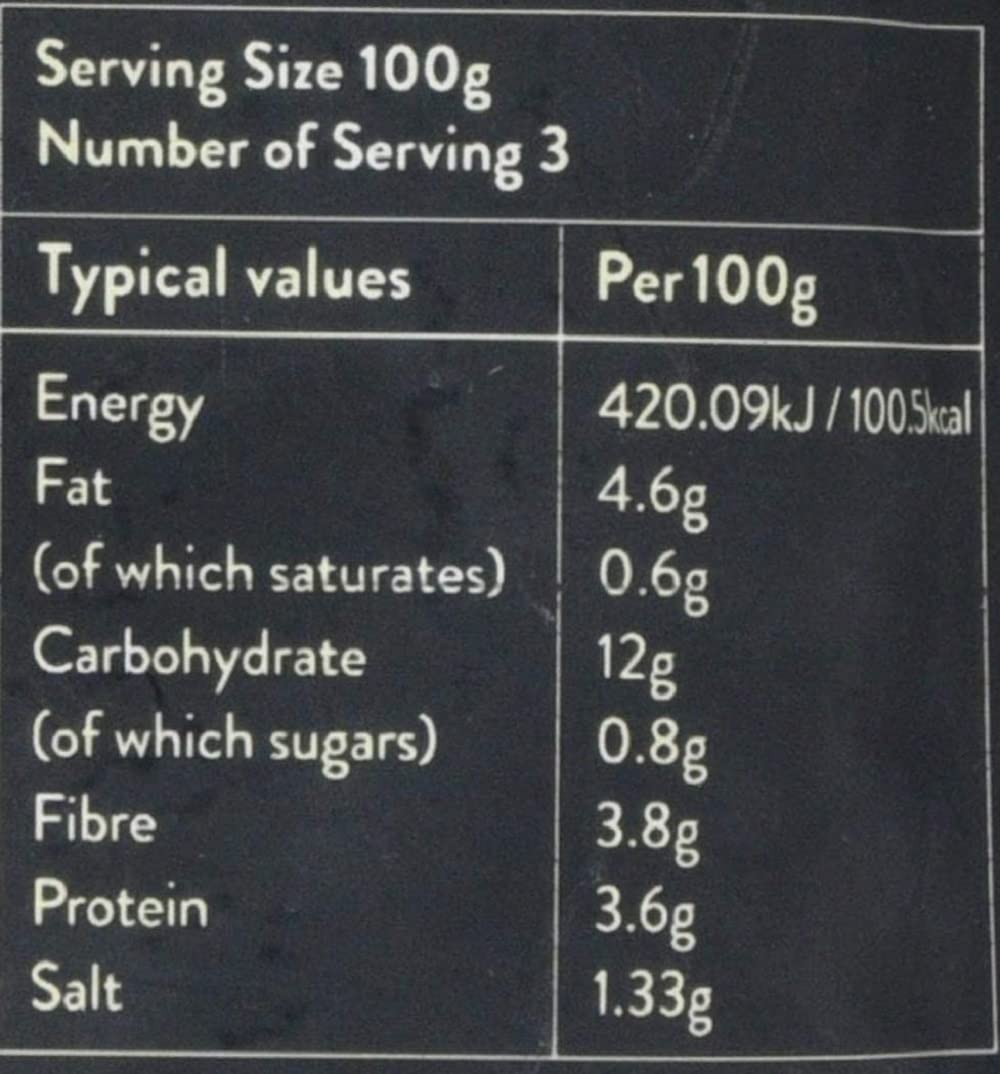 Serving Size 100g
Number of Serving 3
Typical values Per 100g
Energy 420.09kJ / 100.5kcal
Fat 4.6g
(of which saturates) 0.6g
Carbohydrate 12g
(of which sugars) 0.8g
Fibre 3.8g
Protein 3.6g
Salt 1.33g